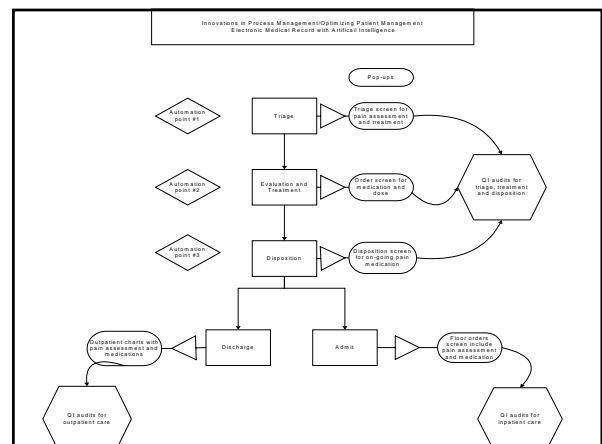 Innovations in Process Management/Optimizing Patient Management
Electronic Medical Record with Artificail Intelligence
Pop-ups
Automation
point #1
Triage
Triage screen for
pain assessment
and treatment
Automation
point #2
Evaluation and
Treatment
Order screen for
medication and
dose
QI audits for
triage, treatment
and disposition
Automation
point #3
Disposition
Disposition screen
for on-going pain
medication
Outpatient charts with
pain assessment and
medications
Discharge
Admit
Floor orders
screen include
pain assessment
and medication
QI audits for
outpatient care
QI audits for
inpatient care